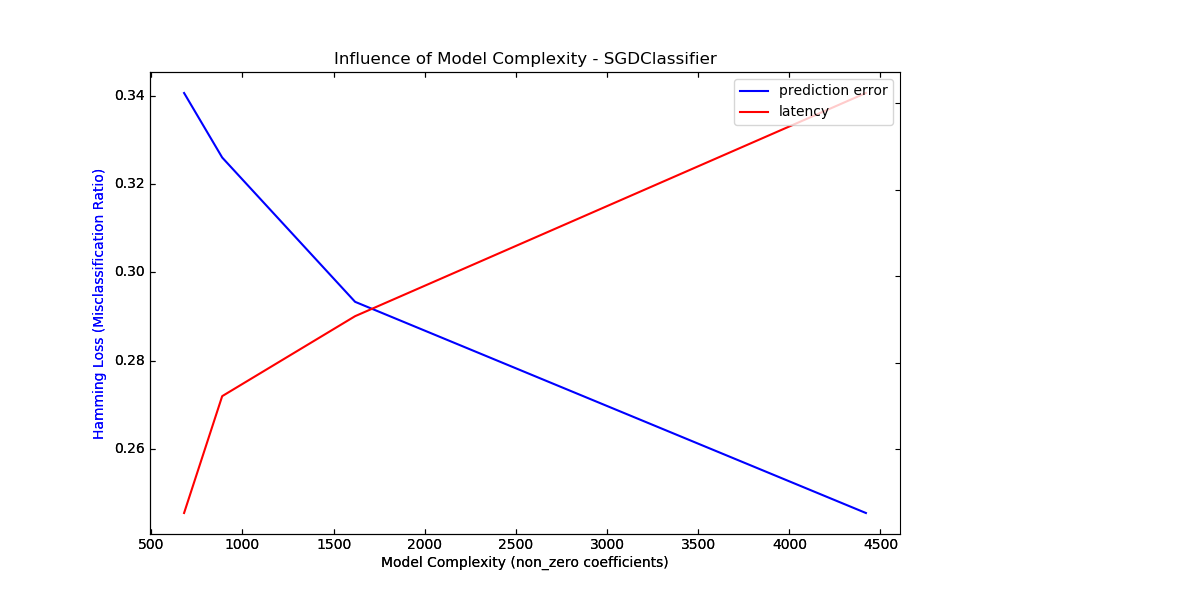 Influence of Model Complexity - SGDClassifier
prediction error
latency
0.34
0.32
0.30
0.28
0.26
Hamming Loss (Misclassification Ratio)
500 1000 1500 2000 2500 3000 3500 4000 4500
Model Complexity (non_zero coefficients)